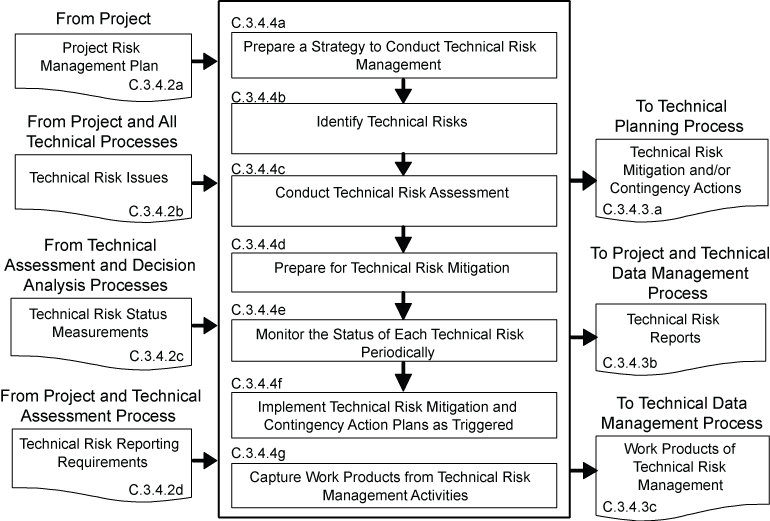 From Project
Project Risk
Management Plan
C.3.4.2a
From Project and All
Technical Processes
Technical Risk Issues
C.3.4.2b
From Technical
Assessment and Decision
Analysis Processes
Technical Risk Status
Measurements
C.3.4.2c
From Project and Technical
Assessment Process
Technical Risk Reporting
Requirements
C.3.4.2d
C.3.4.4a
Prepare a Strategy to Conduct Technical Risk
Management
C.3.4.4b
Identify Technical Risks
C.3.4.4c
Conduct Technical Risk Assessment
C.3.4.4d
Prepare for Technical Risk Mitigation
C.3.4.4e
Monitor the Status of Each Technical Risk
Periodically
C.3.4.4f
Implement Technical Risk Mitigation and
Contingency Action Plans as Triggered
C.3.4.4g
Capture Work Products from Technical Risk
Management Activities
To Technical
Planning Process
Technical Risk
Mitigation and/or
Contingency Actions
C.3.4.3.a
To Project and Technical
Data Management
Process
Technical Risk
Reports
C.3.4.3b
To Technical Data
Management Process
Work Products of
Technical Risk
Management
C.3.4.3c